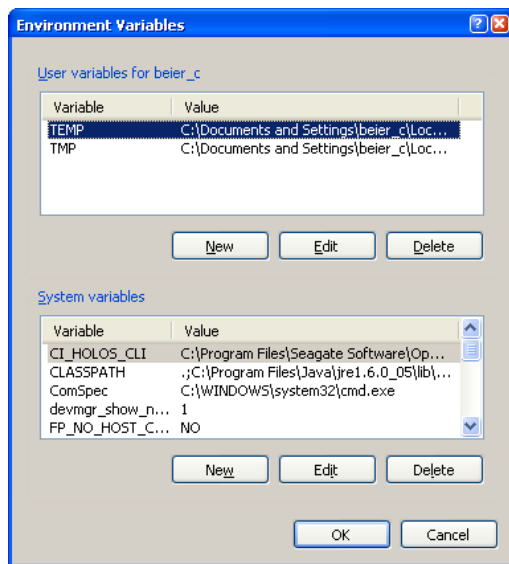 Environment Variables
User variables for beier_c
Variable Value
TEMP C:\Documents and Settings\beier_c\Loc...
TMP C:\Documents and Settings\beier_c\Loc...
New Edit Delete
System variables
Variable Value
CI_HOLOS_CLI C:\Program Files\Seagate Software\Op...
CLASSPATH .;C:\Program Files\Java\jre1.6.0_05\lib\...
ComSpec C:\WINDOWS\system32\cmd.exe
devmgr_show_n... 1
FP_NO_HOST_C... NO
New Edit Delete
OK Cancel